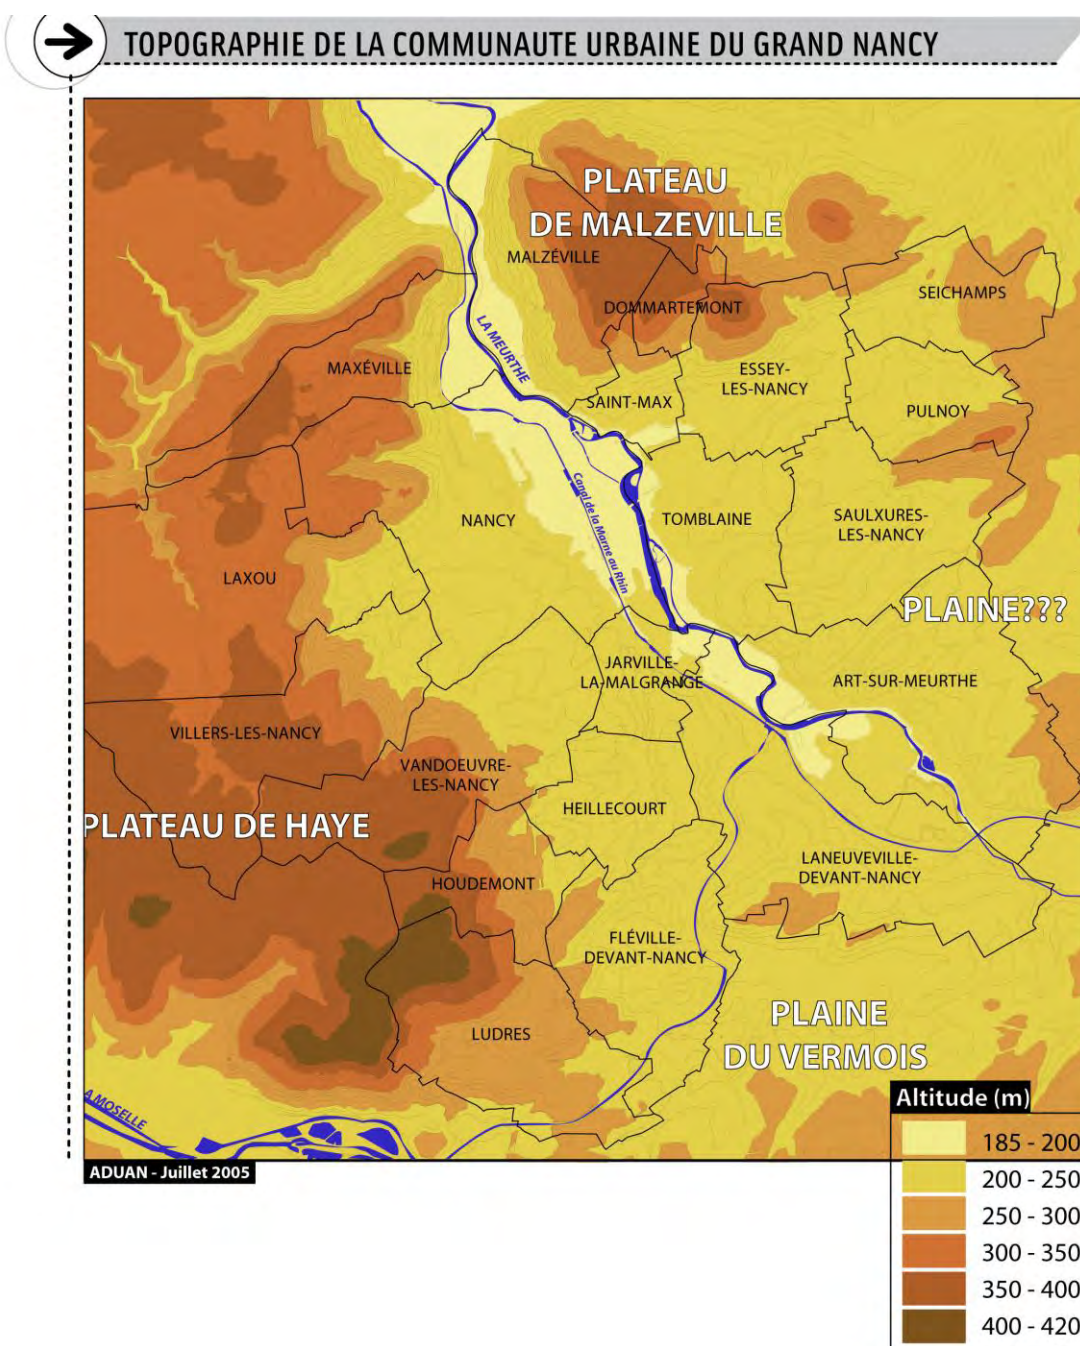 TOPOGRAPHIE DE LA COMMUNAUTE URBAINE DU GRAND NANCY
PLATEAU
DE MALZEVILLE
MALZÉVILLE
SEICHAMPS
DOMMARTEMONT
LA MEURTHE
MAXÉVILLE
ESSEY-
LES-NANCY
SAINT-MAX
PULNOY
Canal de la Marne au Rhin
NANCY
TOMBLAINE
SAULXURES-
LES-NANCY
LAXOU
PLAINE???
JARVILLE-
LA-MALGRANGE
ART-SUR-MEURTHE
VILLERS-LES-NANCY
VANDOEUVRE-
LES-NANCY
HEILLECOURT
PLATEAU DE HAYE
LANEUVEVILLE-
DEVANT-NANCY
HOUDEMONT
FLÉVILLE-
DEVANT-NANCY
PLAINE
DU VERMOIS
LUDRES
A MOSELLE
Altitude (m)
185 - 200
200 - 250
250 - 300
300 - 350
350 - 400
400 - 420
ADUAN - Juillet 2005